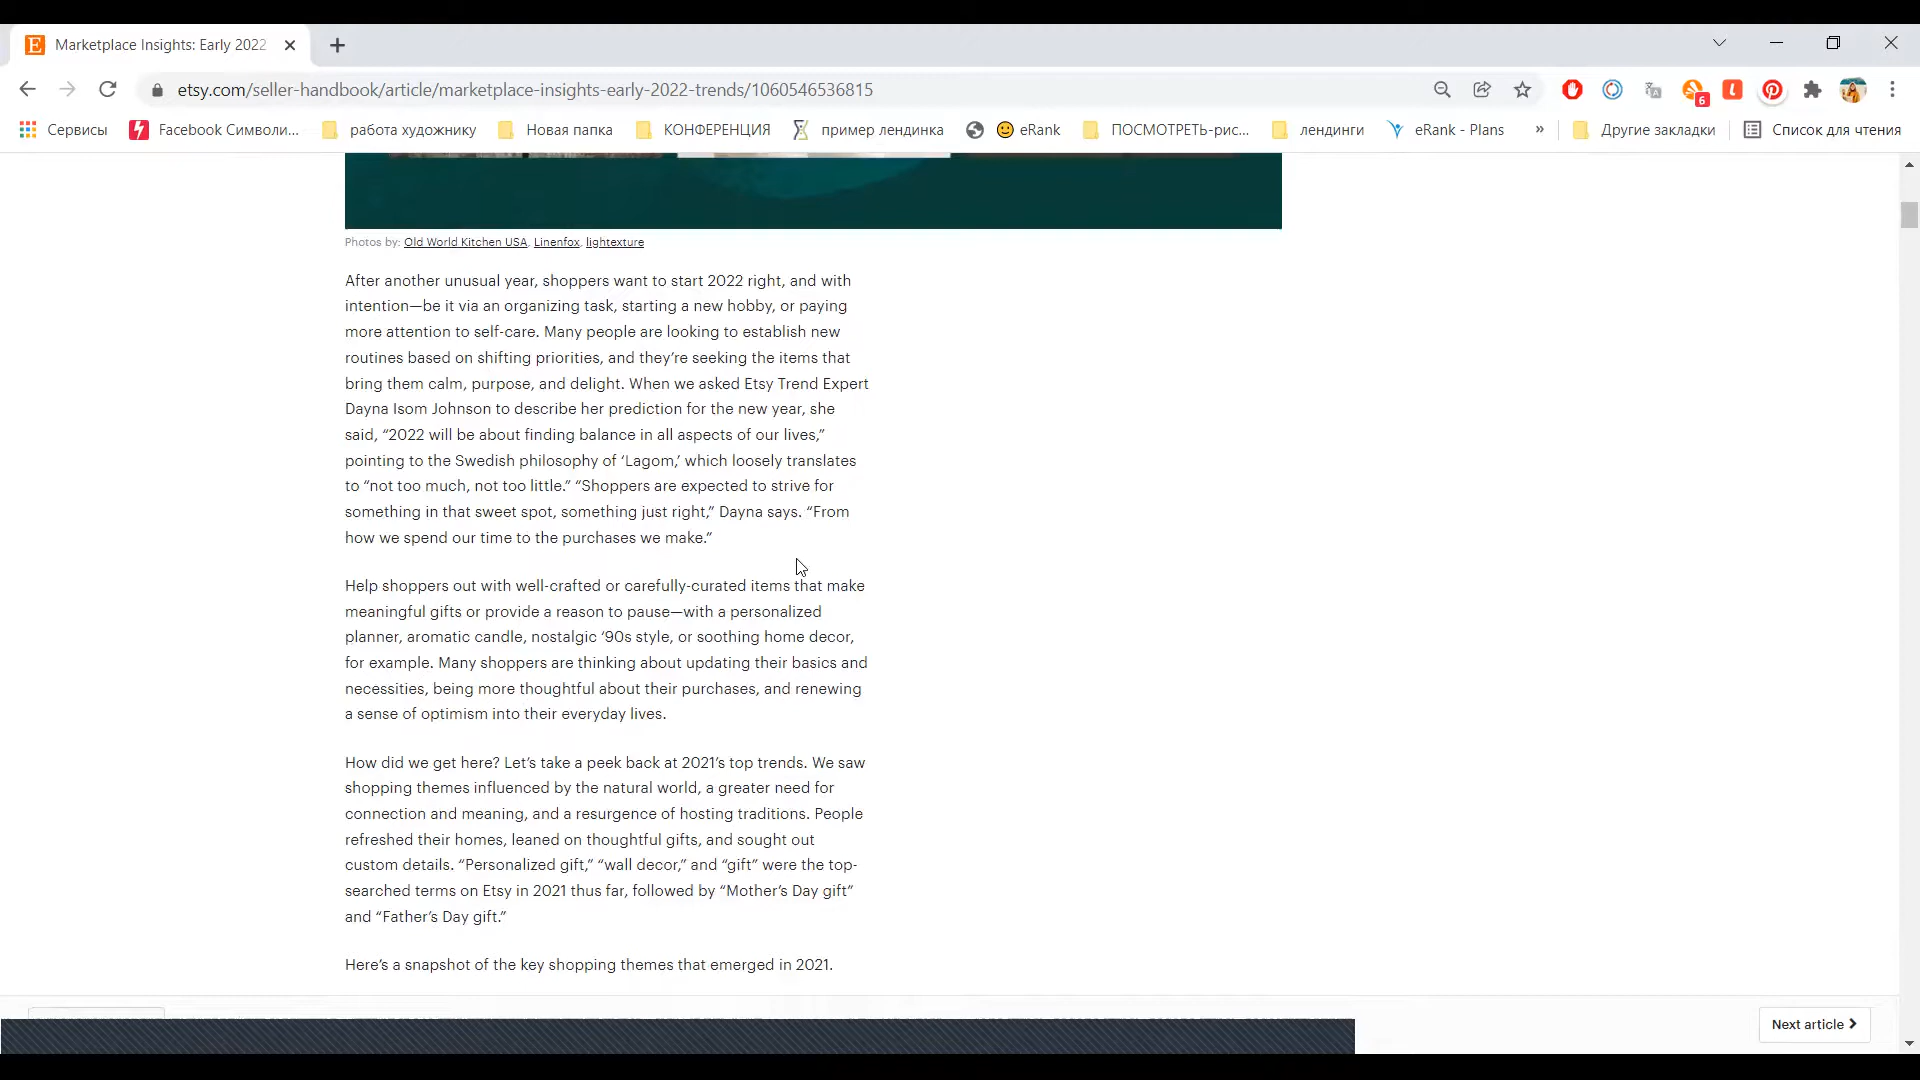 Marketplace Insights: Early 2022
etsy.com/seller-handbook/article/marketplace-insights-early-2022-trends/1060546536815
6
Сервисы
Facebook Символи...
работа художнику
Новая папка
КОНФЕРЕНЦИЯ
пример лендинка
eRank
ПОСМОТРЕТЬ-рис...
лендинги
eRank - Plans
»
Другие закладки
Список для чтения
Photos by: Old World Kitchen USA, Linenfox, lightexture
After another unusual year, shoppers want to start 2022 right, and with
intention—be it via an organizing task, starting a new hobby, or paying
more attention to self-care. Many people are looking to establish new
routines based on shifting priorities, and they’re seeking the items that
bring them calm, purpose, and delight. When we asked Etsy Trend Expert
Dayna Isom Johnson to describe her prediction for the new year, she
said, “2022 will be about finding balance in all aspects of our lives,”
pointing to the Swedish philosophy of ‘Lagom,’ which loosely translates
to “not too much, not too little.” “Shoppers are expected to strive for
something in that sweet spot, something just right,” Dayna says. “From
how we spend our time to the purchases we make.”
Help shoppers out with well-crafted or carefully-curated items that make
meaningful gifts or provide a reason to pause—with a personalized
planner, aromatic candle, nostalgic ’90s style, or soothing home decor,
for example. Many shoppers are thinking about updating their basics and
necessities, being more thoughtful about their purchases, and renewing
a sense of optimism into their everyday lives.
How did we get here? Let’s take a peek back at 2021’s top trends. We saw
shopping themes influenced by the natural world, a greater need for
connection and meaning, and a resurgence of hosting traditions. People
refreshed their homes, leaned on thoughtful gifts, and sought out
custom details. “Personalized gift,” “wall decor,” and “gift” were the top-
searched terms on Etsy in 2021 thus far, followed by “Mother’s Day gift”
and “Father’s Day gift.”
Here’s a snapshot of the key shopping themes that emerged in 2021.
Next article